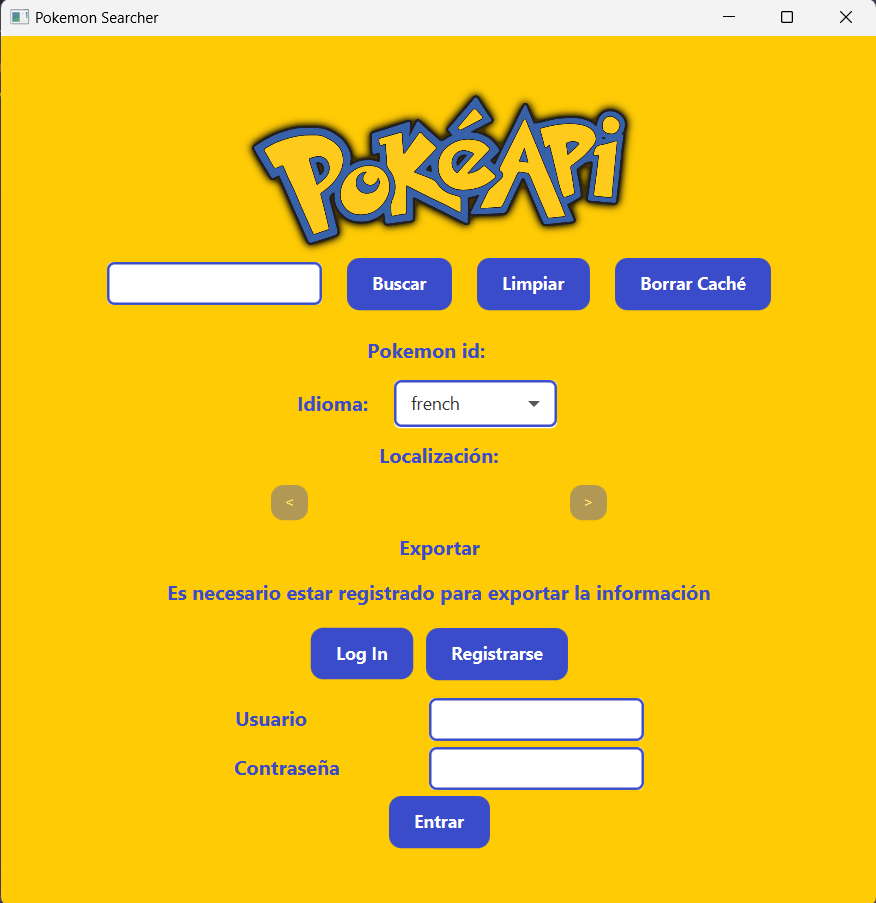 Pokemon Searcher
PokéApi
Buscar Limpiar Borrar Caché
Pokemon id:
Idioma: french
Localización:
< >
Exportar
Es necesario estar registrado para exportar la información
Log In Registrarse
Usuario
Contraseña
Entrar